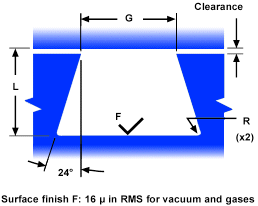 Clearance
G
L
F
R
(x2)
24°
Surface finish F: 16 µ in RMS for vacuum and gases